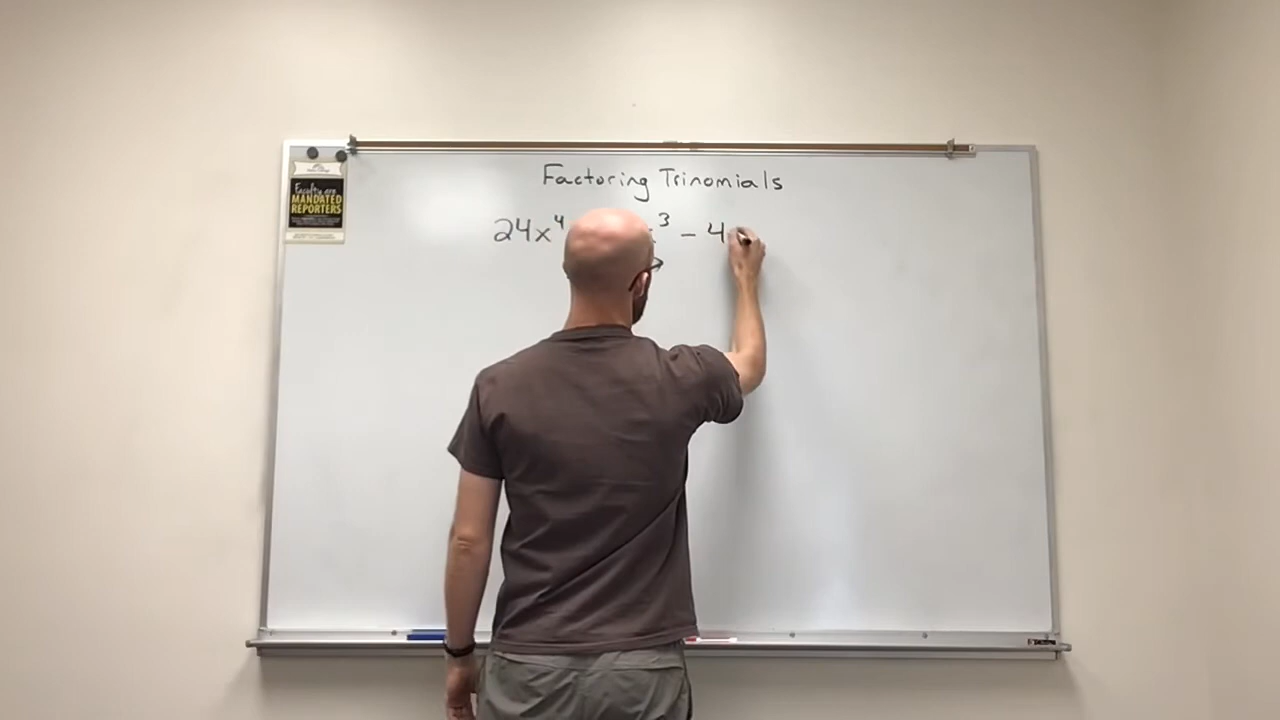 Faculty are
MANDATED
REPORTERS
Factoring Trinomials
24x⁴ ³ - 4